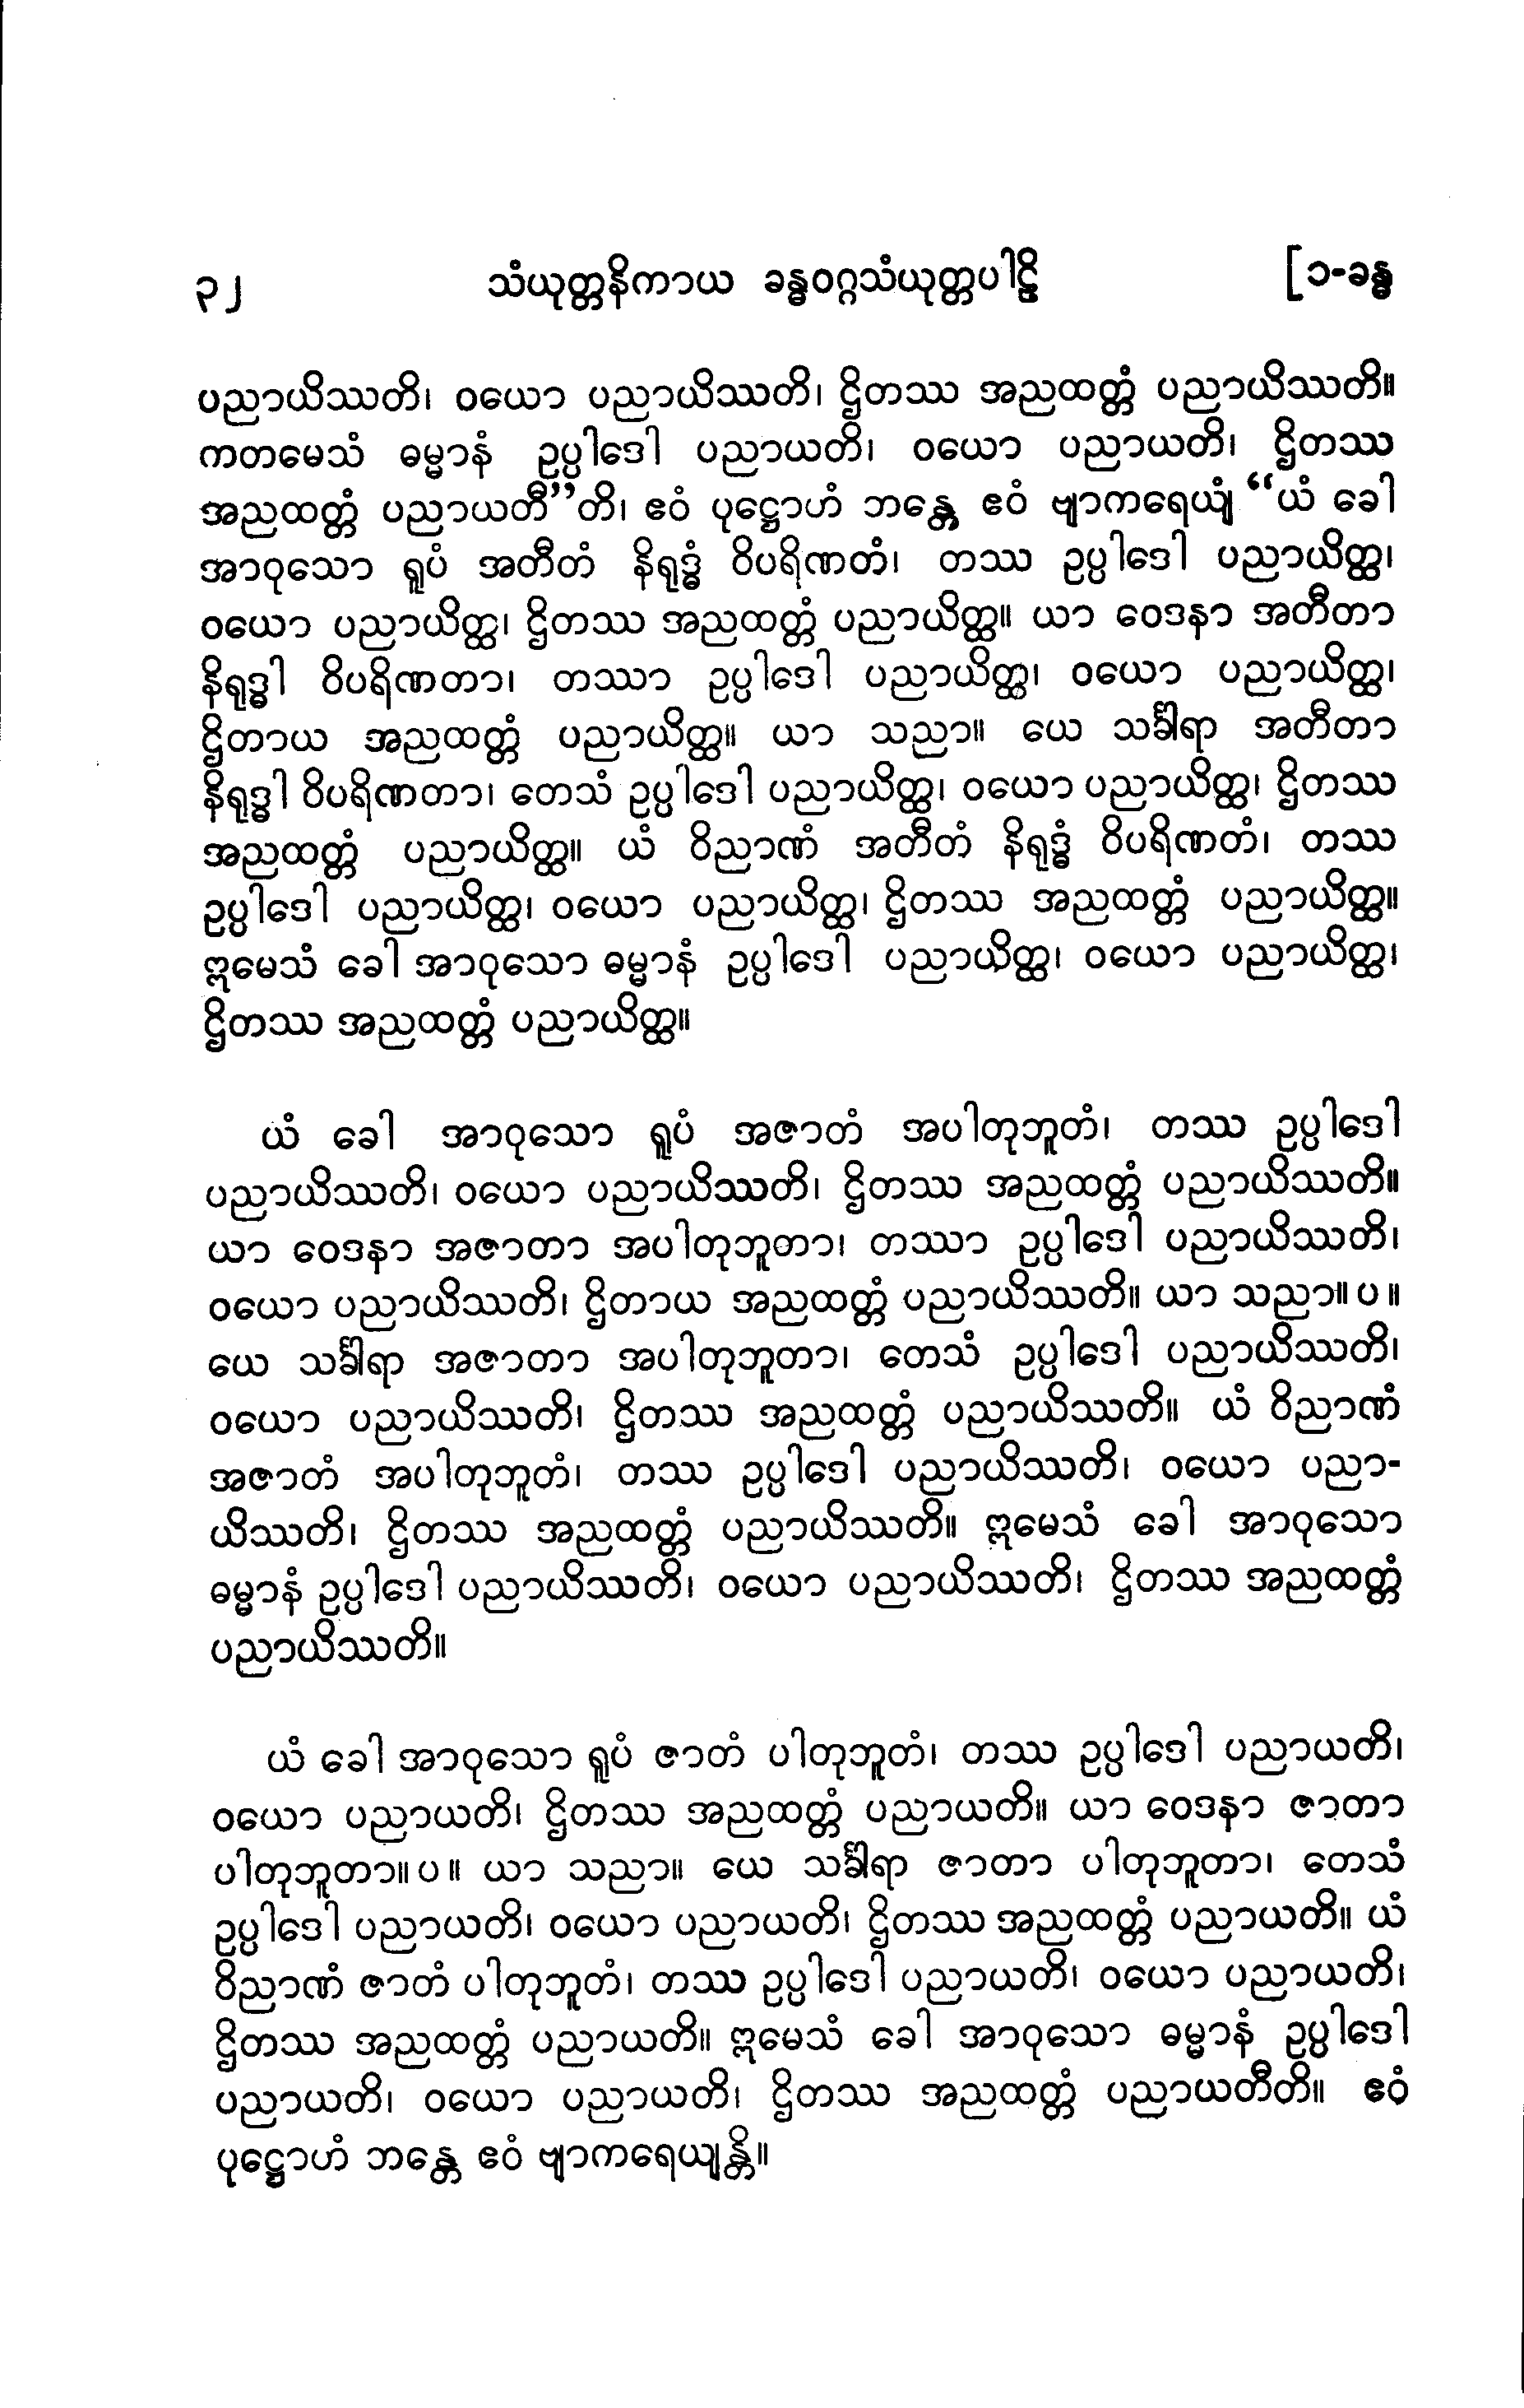 ၃၂ သံယုတ္တနိကာယ ခန္ဓဝဂ္ဂသံယုတ္တပါဠိ [၁-ခန္ဓ
ပညာယိဿတိ၊ ဝယော ပညာယိဿတိ၊ ဌိတဿ အညထတ္တံ ပညာယိဿတိ။
ကတမေသံ ဓမ္မာနံ ဥပ္ပါဒေါ ပညာယတိ၊ ဝယော ပညာယတိ၊ ဌိတဿ
အညထတ္တံ ပညာယတီ”တိ၊ ဧဝံ ပုဋ္ဌောဟံ ဘန္တေ ဧဝံ ဗျာကရေယျံ “ယံ ခေါ
အာဝုသော ရူပံ အတီတံ နိရုဒ္ဓံ ဝိပရိဏတံ၊ တဿ ဥပ္ပါဒေါ ပညာယိတ္ထ၊
ဝယော ပညာယိတ္ထ၊ ဌိတဿ အညထတ္တံ ပညာယိတ္ထ။ ယာ ဝေဒနာ အတီတာ
နိရုဒ္ဓါ ဝိပရိဏတာ၊ တဿာ ဥပ္ပါဒေါ ပညာယိတ္ထ၊ ဝယော ပညာယိတ္ထ၊
ဌိတာယ အညထတ္တံ ပညာယိတ္ထ။ ယာ သညာ။ ယေ သင်္ခါရာ အတီတာ
နိရုဒ္ဓါ ဝိပရိဏတာ၊ တေသံ ဥပ္ပါဒေါ ပညာယိတ္ထ၊ ဝယော ပညာယိတ္ထ၊ ဌိတဿ
အညထတ္တံ ပညာယိတ္ထ။ ယံ ဝိညာဏံ အတီတံ နိရုဒ္ဓံ ဝိပရိဏတံ၊ တဿ
ဥပ္ပါဒေါ ပညာယိတ္ထ၊ ဝယော ပညာယိတ္ထ၊ ဌိတဿ အညထတ္တံ ပညာယိတ္ထ။
ဣမေသံ ခေါ အာဝုသော ဓမ္မာနံ ဥပ္ပါဒေါ ပညာယိတ္ထ၊ ဝယော ပညာယိတ္ထ၊
ဌိတဿ အညထတ္တံ ပညာယိတ္ထ။
ယံ ခေါ အာဝုသော ရူပံ အဇာတံ အပါတုဘူတံ၊ တဿ ဥပ္ပါဒေါ
ပညာယိဿတိ၊ ဝယော ပညာယိဿတိ၊ ဌိတဿ အညထတ္တံ ပညာယိဿတိ။
ယာ ဝေဒနာ အဇာတာ အပါတုဘူတာ၊ တဿာ ဥပ္ပါဒေါ ပညာယိဿတိ၊
ဝယော ပညာယိဿတိ၊ ဌိတာယ အညထတ္တံ ပညာယိဿတိ။ ယာ သညာ။ပ။
ယေ သင်္ခါရာ အဇာတာ အပါတုဘူတာ၊ တေသံ ဥပ္ပါဒေါ ပညာယိဿတိ၊
ဝယော ပညာယိဿတိ၊ ဌိတဿ အညထတ္တံ ပညာယိဿတိ။ ယံ ဝိညာဏံ
အဇာတံ အပါတုဘူတံ၊ တဿ ဥပ္ပါဒေါ ပညာယိဿတိ၊ ဝယော ပညာ-
ယိဿတိ၊ ဌိတဿ အညထတ္တံ ပညာယိဿတိ။ ဣမေသံ ခေါ အာဝုသော
ဓမ္မာနံ ဥပ္ပါဒေါ ပညာယိဿတိ၊ ဝယော ပညာယိဿတိ၊ ဌိတဿ အညထတ္တံ
ပညာယိဿတိ။
ယံ ခေါ အာဝုသော ရူပံ ဇာတံ ပါတုဘူတံ၊ တဿ ဥပ္ပါဒေါ ပညာယတိ၊
ဝယော ပညာယတိ၊ ဌိတဿ အညထတ္တံ ပညာယတိ။ ယာ ဝေဒနာ ဇာတာ
ပါတုဘူတာ။ပ။ ယာ သညာ။ ယေ သင်္ခါရာ ဇာတာ ပါတုဘူတာ၊ တေသံ
ဥပ္ပါဒေါ ပညာယတိ၊ ဝယော ပညာယတိ၊ ဌိတဿ အညထတ္တံ ပညာယတိ။ ယံ
ဝိညာဏံ ဇာတံ ပါတုဘူတံ၊ တဿ ဥပ္ပါဒေါ ပညာယတိ၊ ဝယော ပညာယတိ၊
ဌိတဿ အညထတ္တံ ပညာယတိ။ ဣမေသံ ခေါ အာဝုသော ဓမ္မာနံ ဥပ္ပါဒေါ
ပညာယတိ၊ ဝယော ပညာယတိ၊ ဌိတဿ အညထတ္တံ ပညာယတီတိ။ ဧဝံ
ပုဋ္ဌောဟံ ဘန္တေ ဧဝံ ဗျာကရေယျန္တိ။